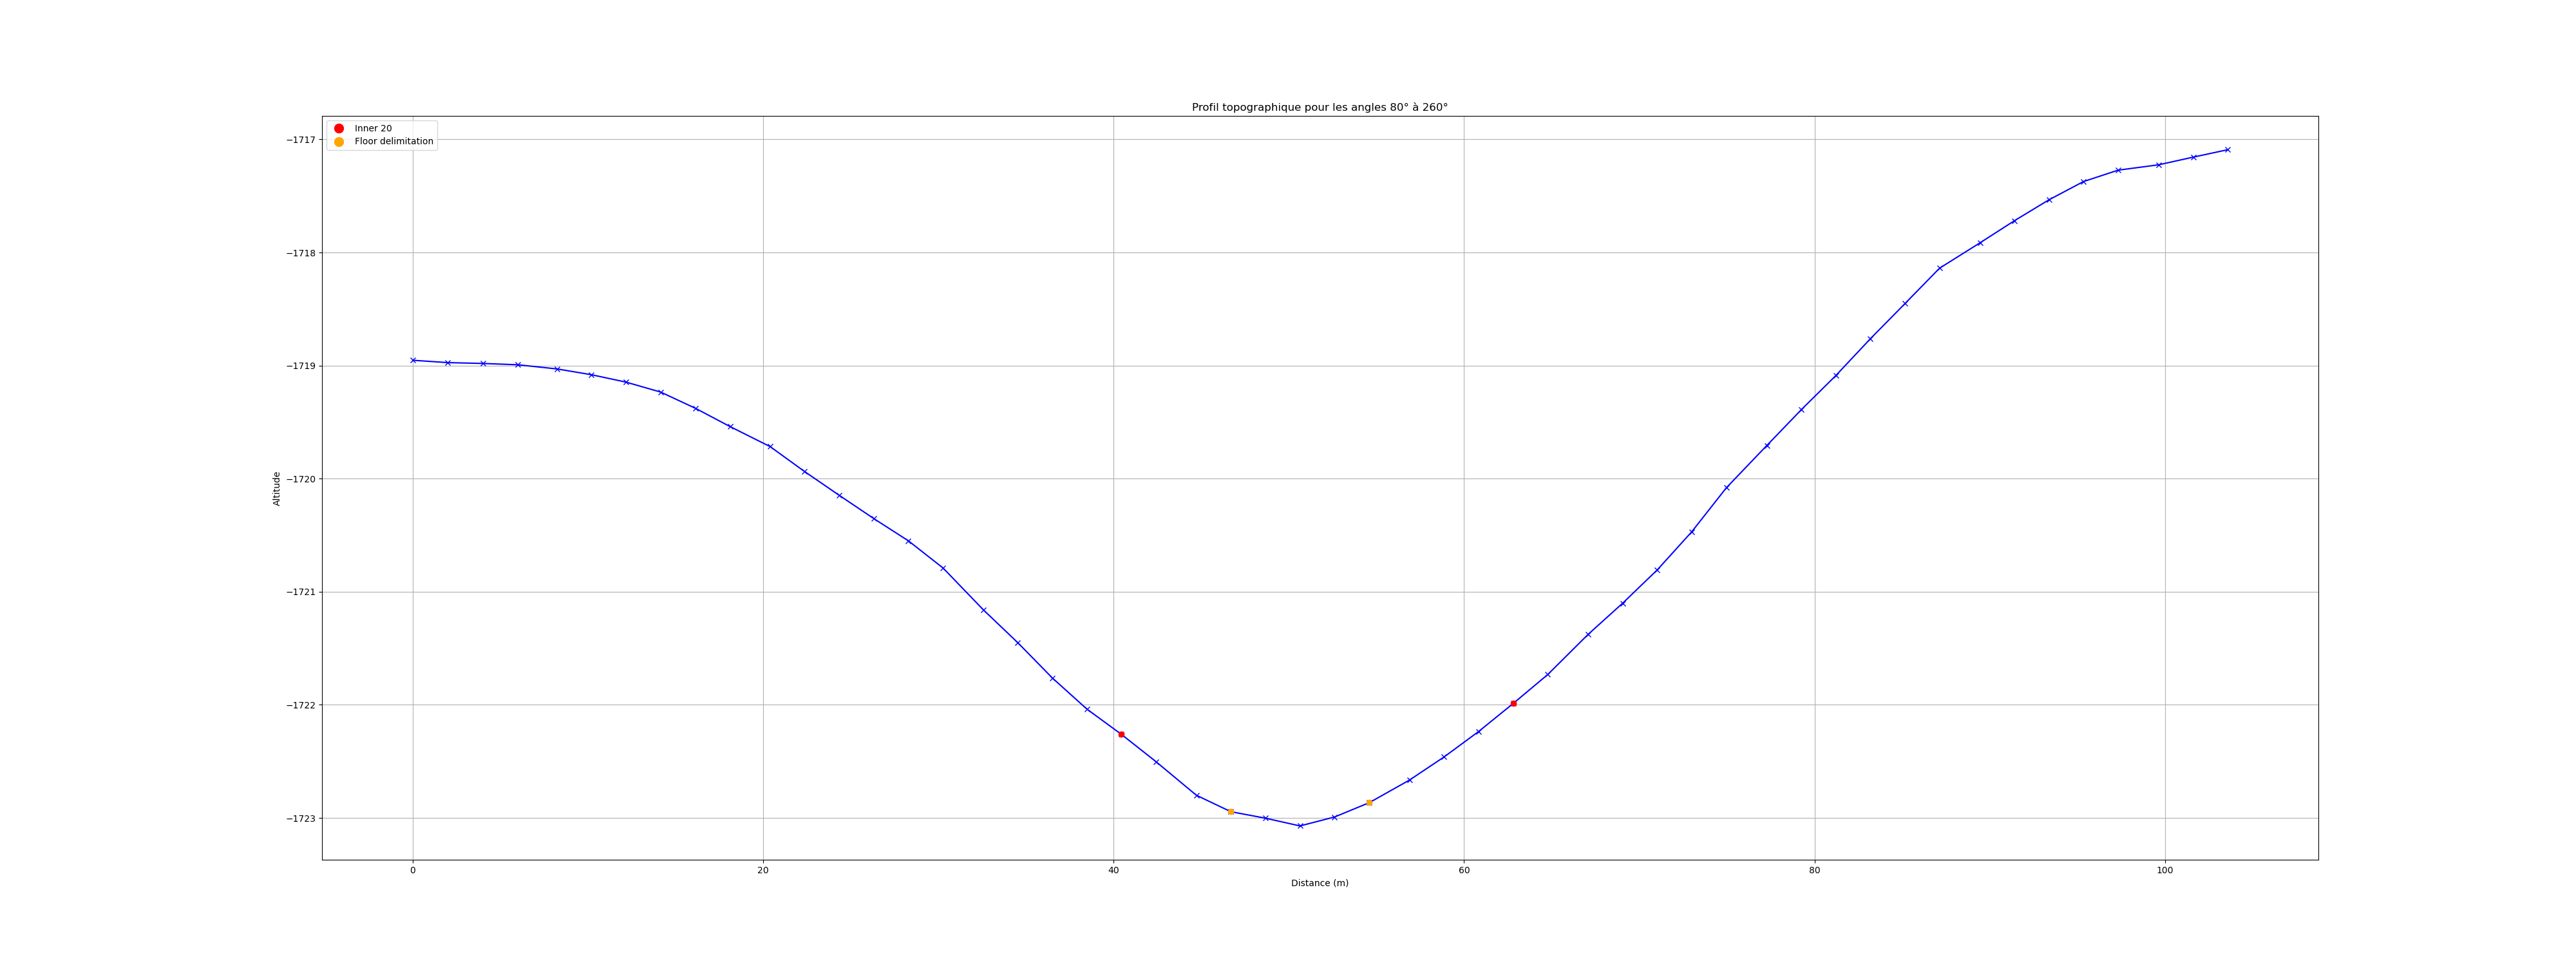 Profil topographique pour les angles 80° à 260°
Inner 20
Floor delimitation
−1717
−1718
−1719
−1720
−1721
−1722
−1723
Altitude
0
20
40
60
80
100
Distance (m)